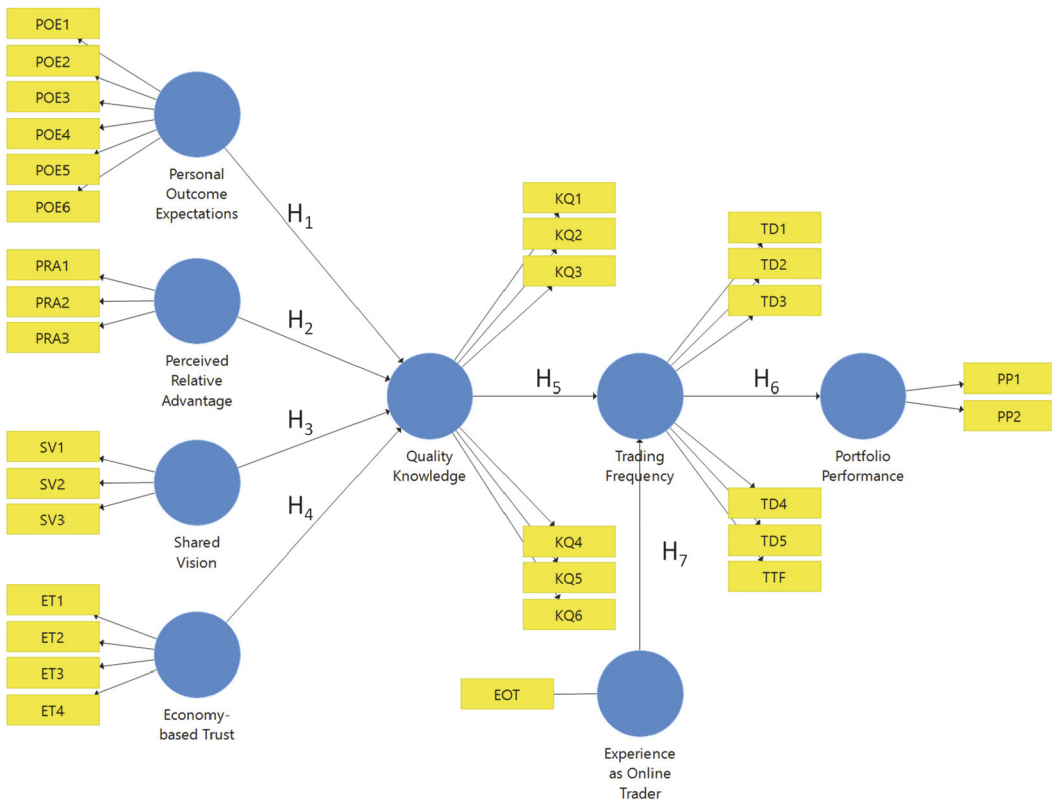 POE1
POE2
POE3
POE4
POE5
POE6
Personal
Outcome
Expectations
H1
PRA1
PRA2
PRA3
Perceived
Relative
Advantage
H2
SV1
SV2
SV3
Shared
Vision
H3
ET1
ET2
ET3
ET4
Economy-
based Trust
H4
KQ1
KQ2
KQ3
Quality
Knowledge
KQ4
KQ5
KQ6
H5
TD1
TD2
TD3
Trading
Frequency
TD4
TD5
TTF
H6
Portfolio
Performance
PP1
PP2
H7
EOT
Experience
as Online
Trader